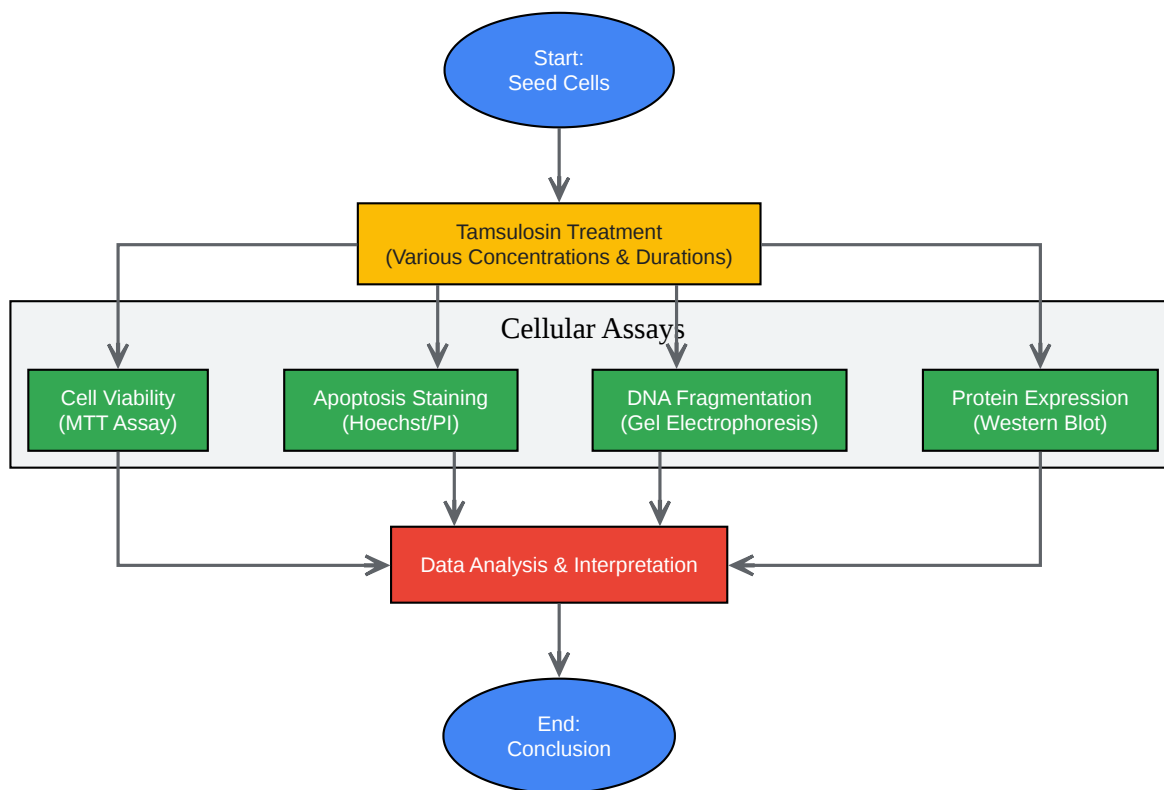 Start:
Seed Cells
Tamsulosin Treatment
(Various Concentrations & Durations)
Cellular Assays
Cell Viability
(MTT Assay)
Apoptosis Staining
(Hoechst/PI)
DNA Fragmentation
(Gel Electrophoresis)
Protein Expression
(Western Blot)
Data Analysis & Interpretation
End:
Conclusion